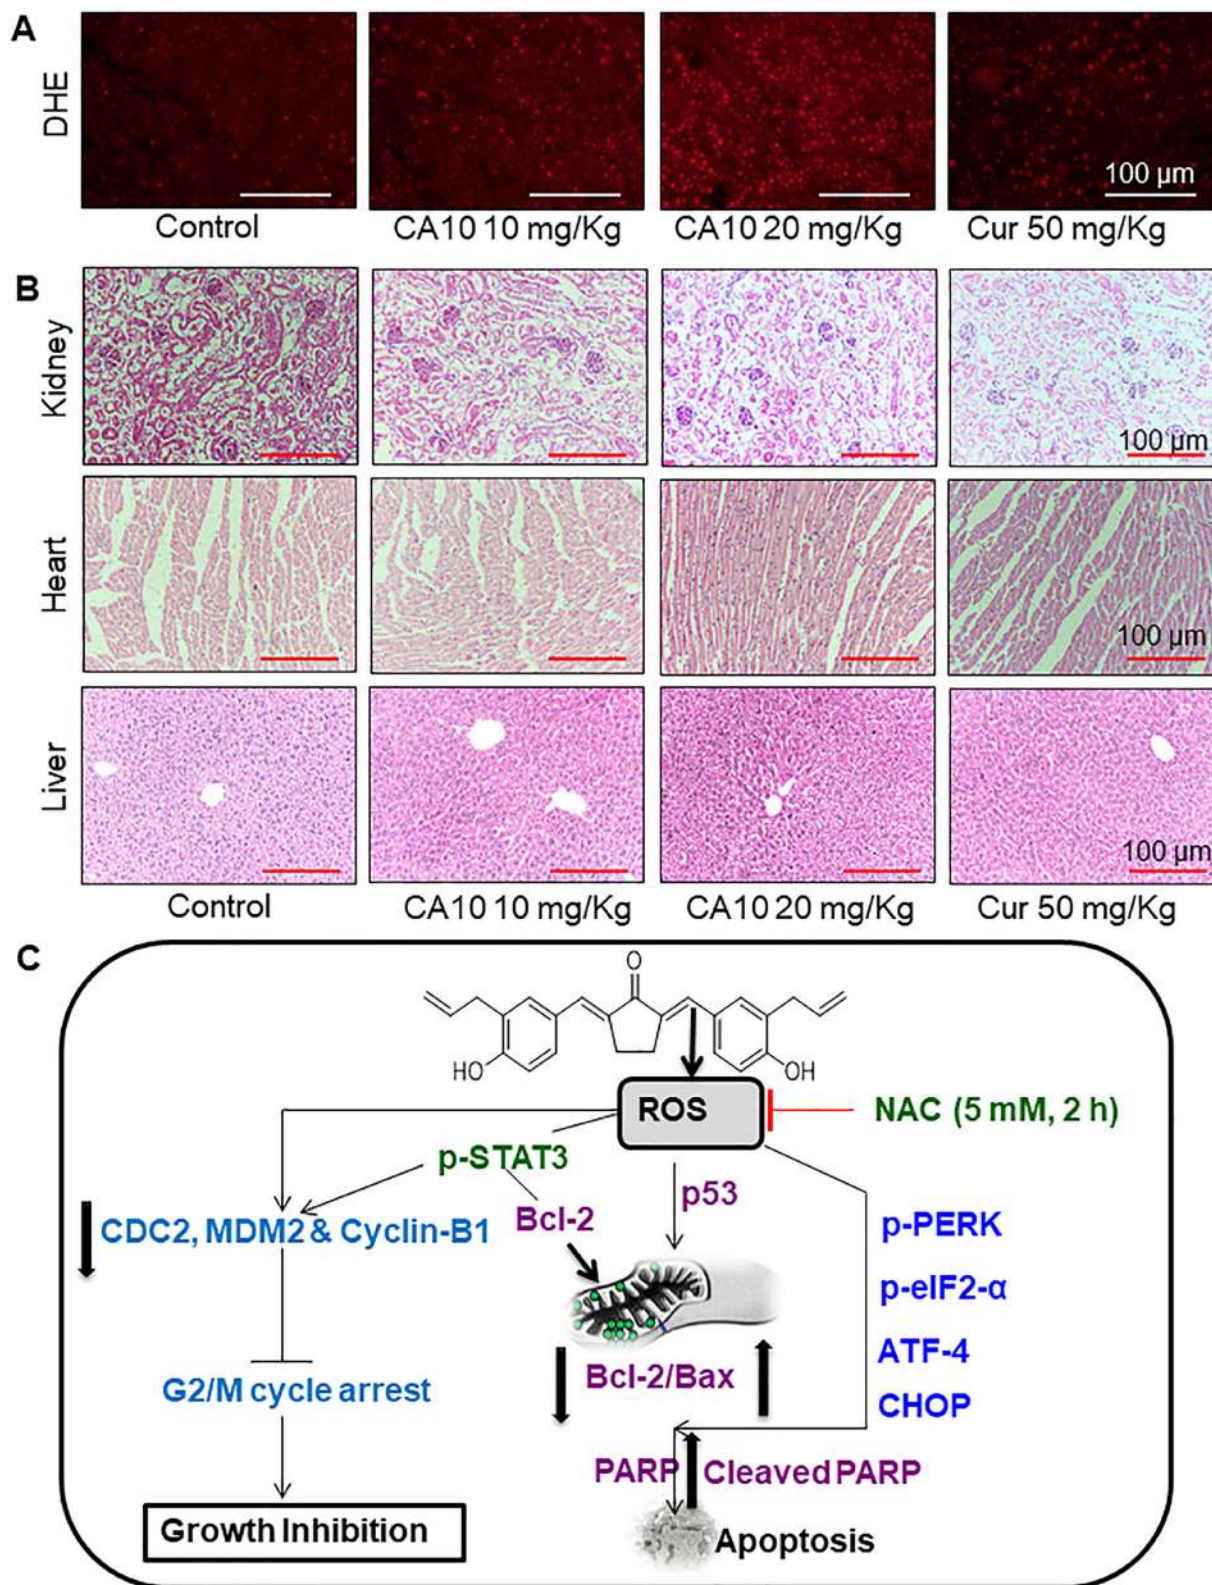 A
DHE
100 µm
Control
CA10 10 mg/Kg
CA10 20 mg/Kg
Cur 50 mg/Kg
B
Kidney
100 µm
Heart
100 µm
Liver
100 µm
Control
CA10 10 mg/Kg
CA10 20 mg/Kg
Cur 50 mg/Kg
C
O
HO
OH
ROS
NAC (5 mM, 2 h)
p-STAT3
p53
Bcl-2
CDC2, MDM2 & Cyclin-B1
p-PERK
p-eIF2-α
ATF-4
CHOP
Bcl-2/Bax
G2/M cycle arrest
PARP
Cleaved PARP
Growth Inhibition
Apoptosis